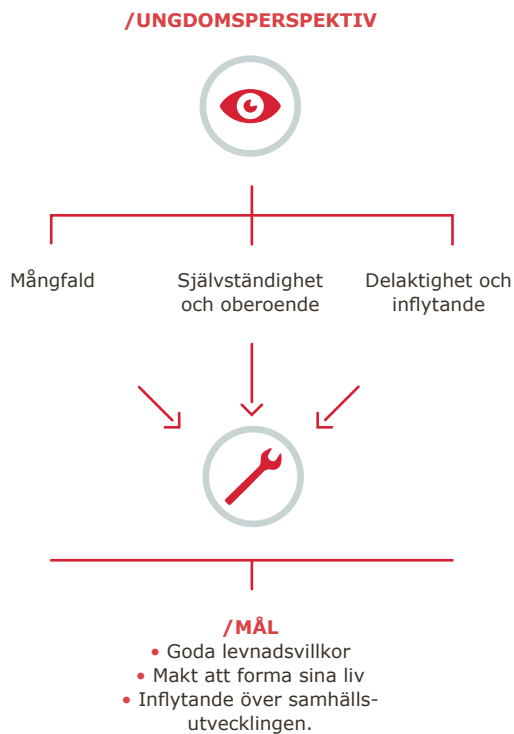 /UNGDOMSPERSPEKTIV
Mångfald
Självständighet
och oberoende
Delaktighet och
inflytande
/MÅL
• Goda levnadsvillkor
• Makt att forma sina liv
• Inflytande över samhälls-
utvecklingen.